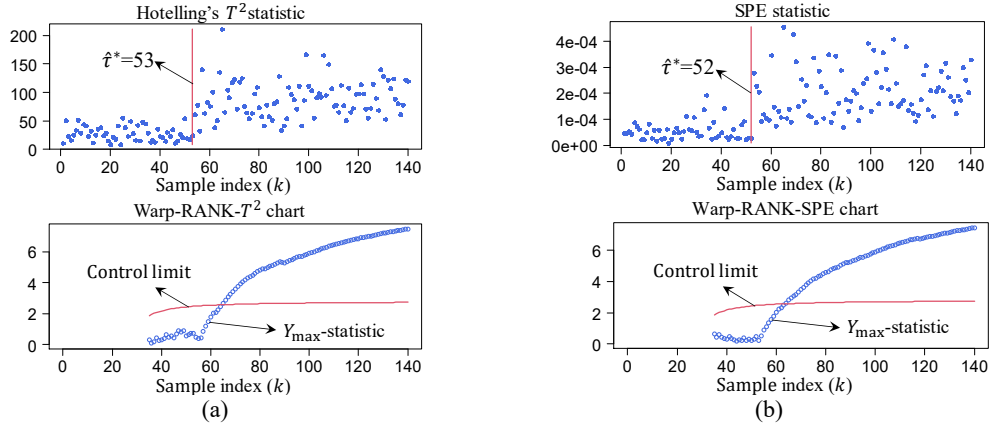 Hotelling's T² statistic
200
150
100
50
0
τ̂*=53
0 20 40 60 80 100 120 140
Sample index (k)
Warp-RANK-T² chart
6
4
2
0
Control limit
Ymax-statistic
0 20 40 60 80 100 120 140
Sample index (k)
(a)
SPE statistic
4e-04
3e-04
2e-04
1e-04
0e+00
τ̂*=52
0 20 40 60 80 100 120 140
Sample index (k)
Warp-RANK-SPE chart
6
4
2
0
Control limit
Ymax-statistic
0 20 40 60 80 100 120 140
Sample index (k)
(b)